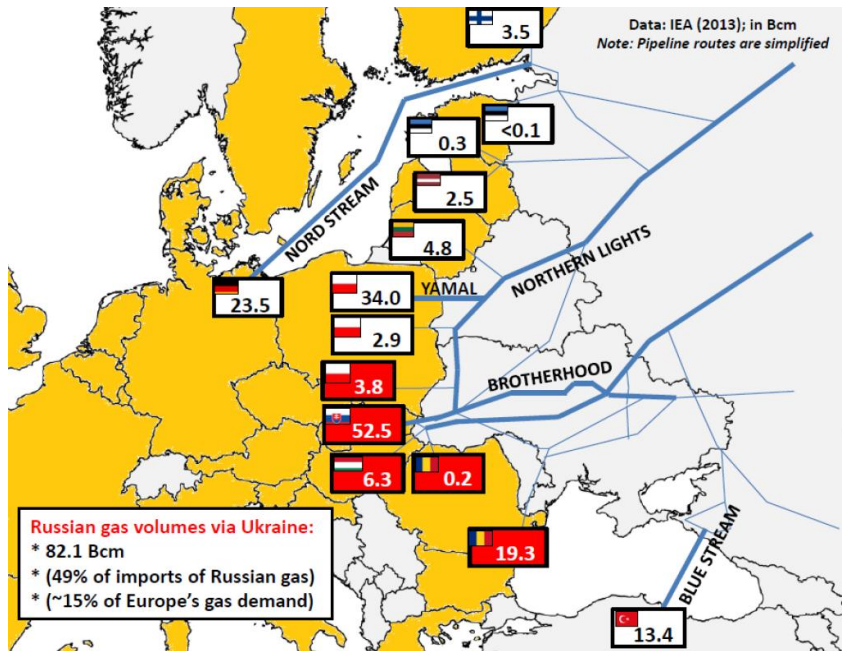 3.5
Data: IEA (2013); in Bcm
Note: Pipeline routes are simplified
<0.1
0.3
2.5
NORD STREAM
4.8
NORTHERN LIGHTS
23.5
34.0
YAMAL
2.9
BROTHERHOOD
3.8
52.5
6.3
0.2
Russian gas volumes via Ukraine:
* 82.1 Bcm
* (49% of imports of Russian gas)
* (~15% of Europe's gas demand)
19.3
BLUE STREAM
13.4